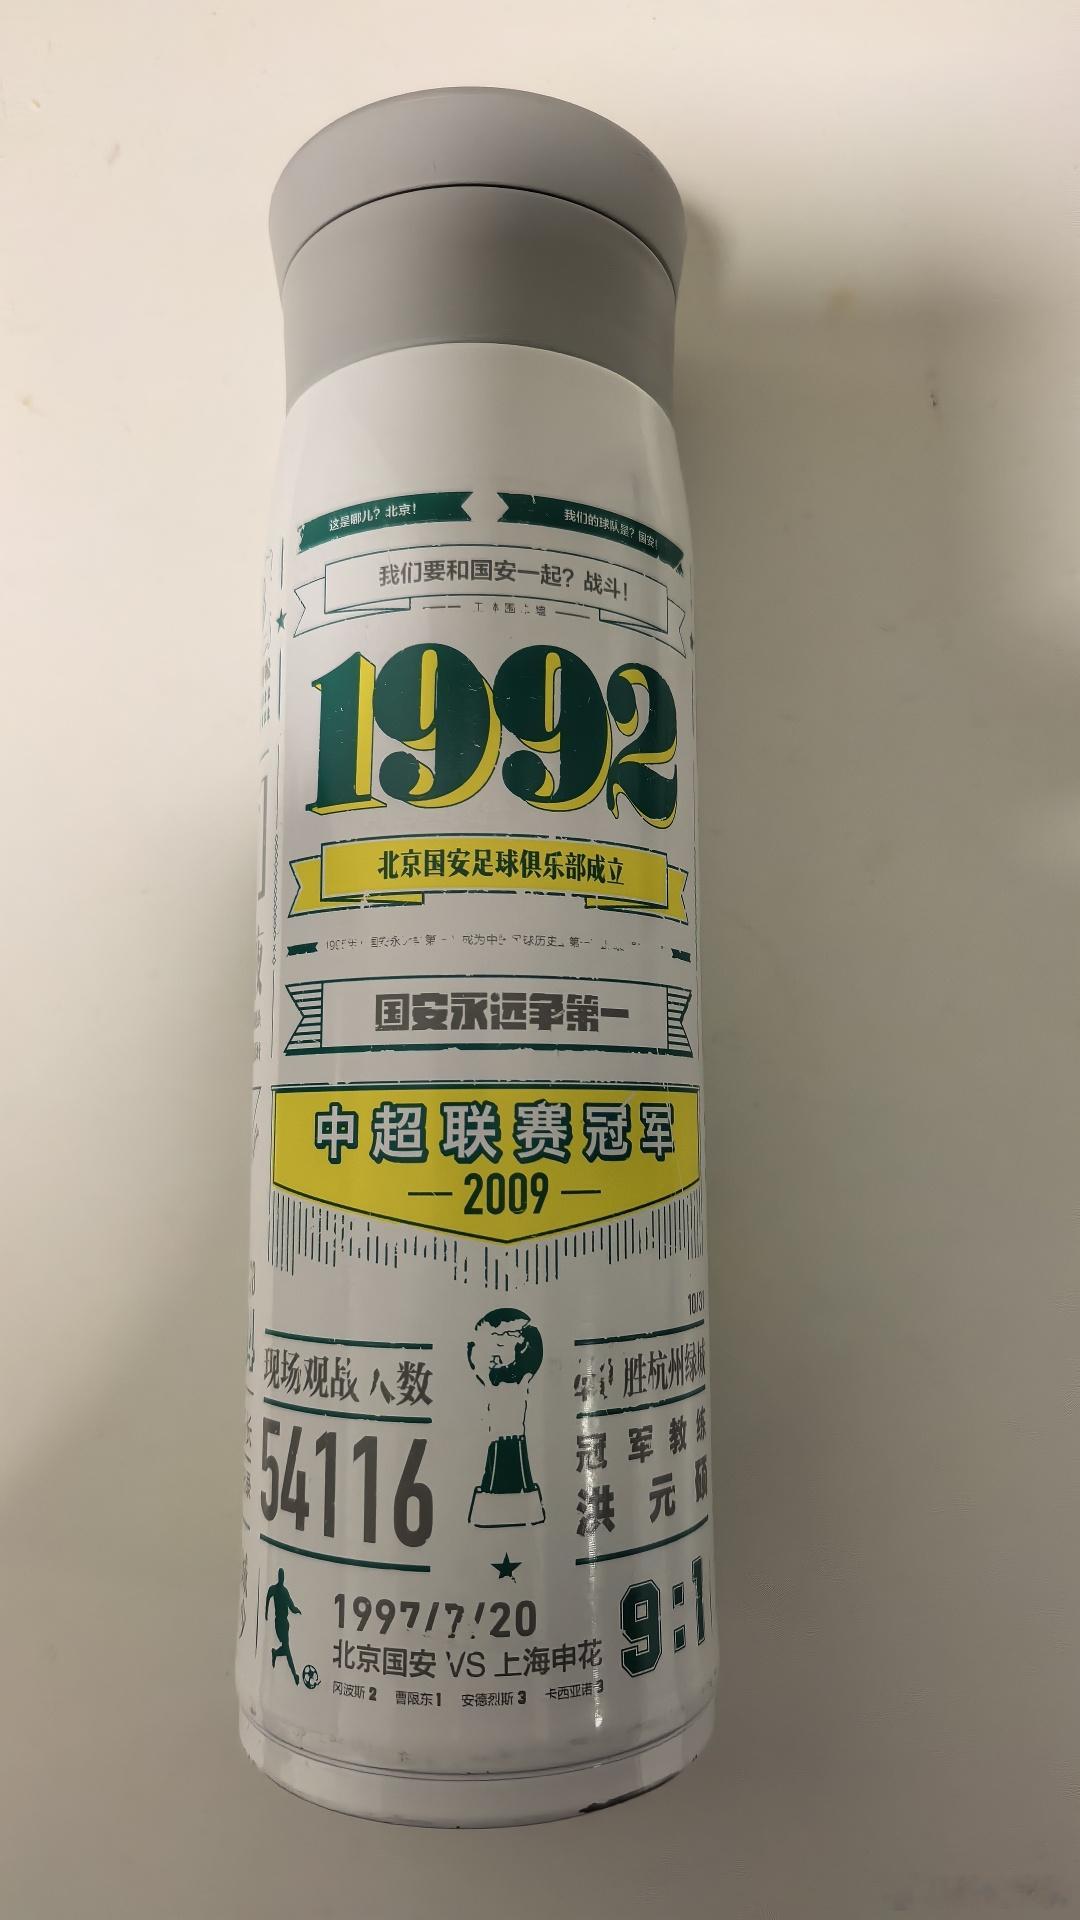 这是哪儿？北京！
我们的球队是？国安！
我们要和国安一起？战斗！
1992
北京国安足球俱乐部成立
国安永远争第一
中超联赛冠军
2009
10/31
现场观战人数
54116
胜杭州绿城
冠军教练
洪元硕
1997/7/20
北京国安 VS 上海申花
9:1
冈波斯2 曹限东1 安德烈斯3 卡西亚诺3